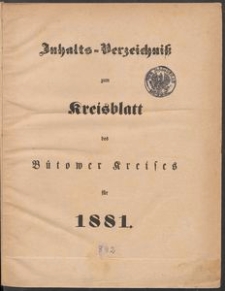 Inhalts-Verzeichniß
zum
Kreisblatt
des
Bütower Kreises
für
1881.